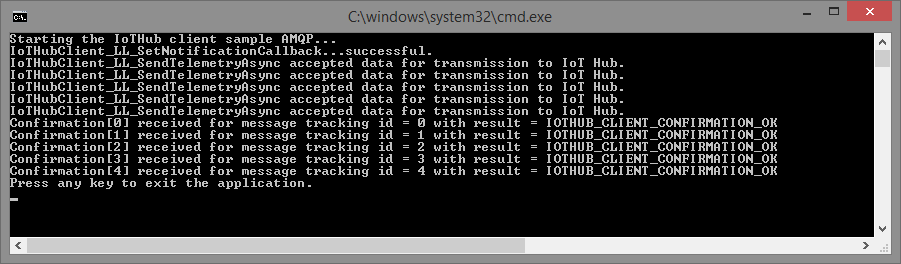 C:\windows\system32\cmd.exe
Starting the IoTHub client sample AMQP...
IoTHubClient_LL_SetNotificationCallback...successful.
IoTHubClient_LL_SendTelemetryAsync accepted data for transmission to IoT Hub.
IoTHubClient_LL_SendTelemetryAsync accepted data for transmission to IoT Hub.
IoTHubClient_LL_SendTelemetryAsync accepted data for transmission to IoT Hub.
IoTHubClient_LL_SendTelemetryAsync accepted data for transmission to IoT Hub.
IoTHubClient_LL_SendTelemetryAsync accepted data for transmission to IoT Hub.
Confirmation[0] received for message tracking id = 0 with result = IOTHUB_CLIENT_CONFIRMATION_OK
Confirmation[1] received for message tracking id = 1 with result = IOTHUB_CLIENT_CONFIRMATION_OK
Confirmation[2] received for message tracking id = 2 with result = IOTHUB_CLIENT_CONFIRMATION_OK
Confirmation[3] received for message tracking id = 3 with result = IOTHUB_CLIENT_CONFIRMATION_OK
Confirmation[4] received for message tracking id = 4 with result = IOTHUB_CLIENT_CONFIRMATION_OK
Press any key to exit the application.